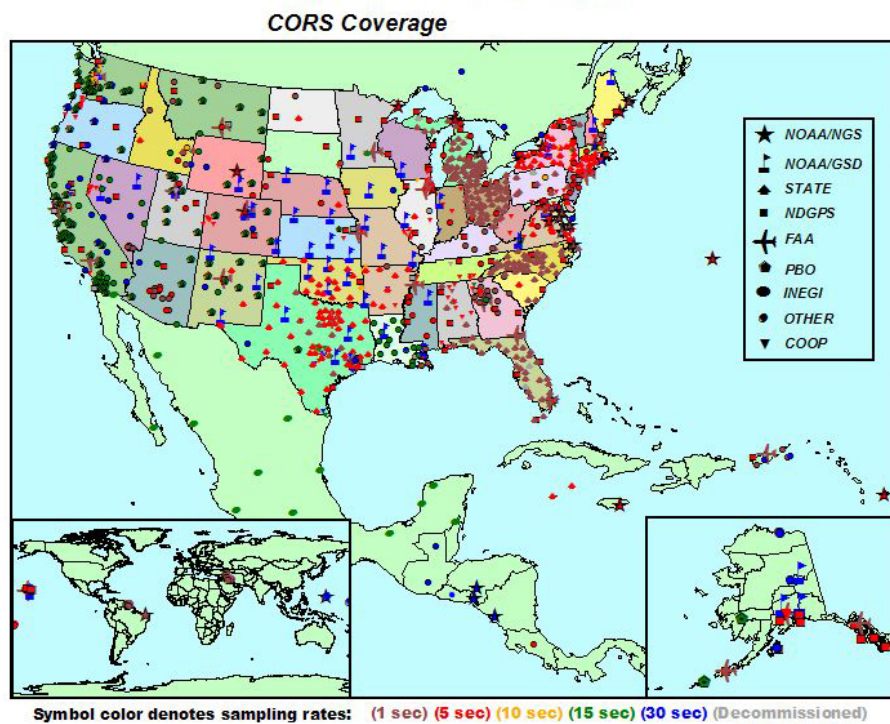 CORS Coverage
NOAA/NGS
NOAA/GSD
STATE
NDGPS
FAA
PBO
INEGI
OTHER
COOP
Symbol color denotes sampling rates: (1 sec) (5 sec) (10 sec) (15 sec) (30 sec) (Decommissioned)